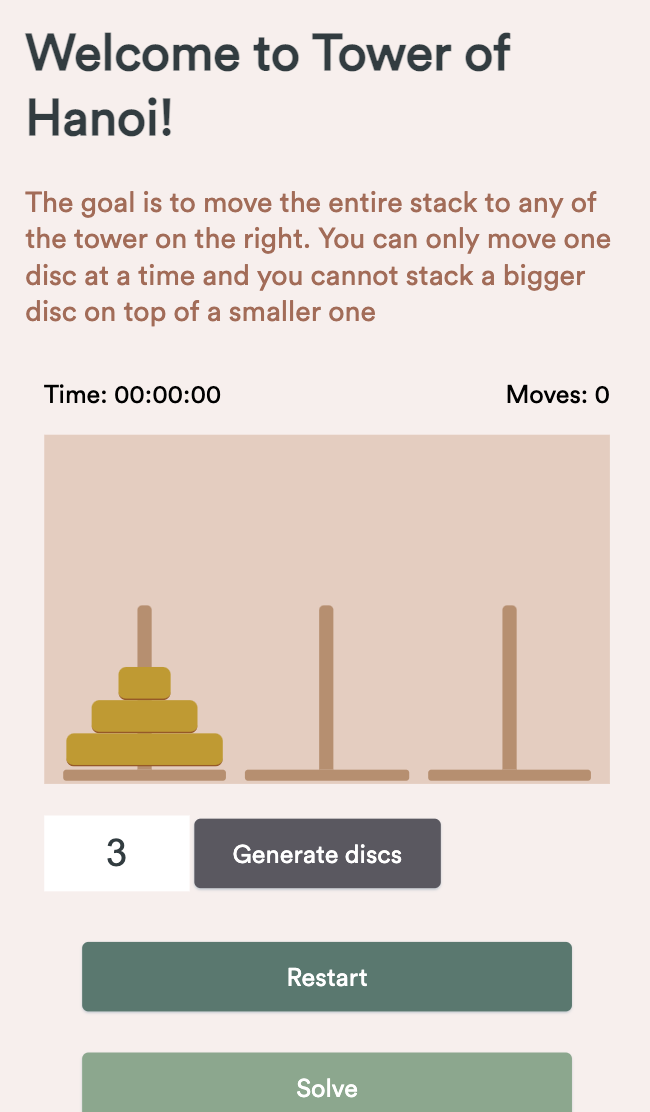 Welcome to Tower of
Hanoi!
The goal is to move the entire stack to any of
the tower on the right. You can only move one
disc at a time and you cannot stack a bigger
disc on top of a smaller one
Time: 00:00:00
Moves: 0
3
Generate discs
Restart
Solve